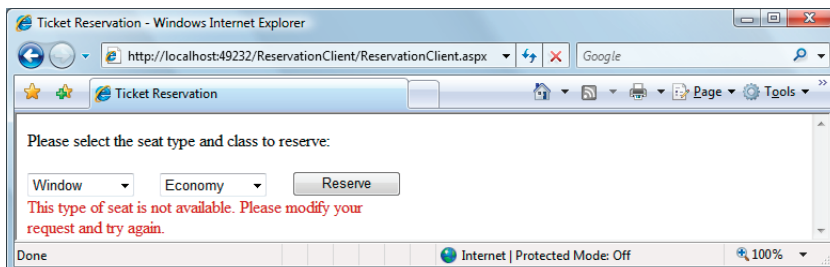 Ticket Reservation - Windows Internet Explorer
http://localhost:49232/ReservationClient/ReservationClient.aspx
Google
Ticket Reservation
Page
Tools
Please select the seat type and class to reserve:
Window Economy Reserve
This type of seat is not available. Please modify your
request and try again.
Done Internet | Protected Mode: Off 100%